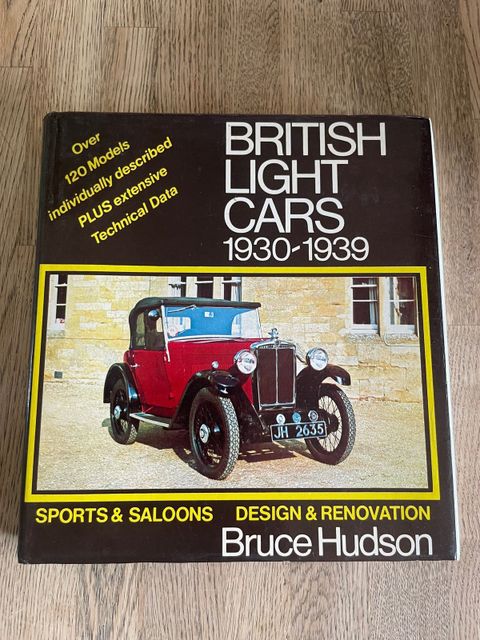 Over
120 Models
individually described
PLUS extensive
Technical Data
BRITISH
LIGHT
CARS
1930-1939
JH 2635
SPORTS & SALOONS DESIGN & RENOVATION
Bruce Hudson